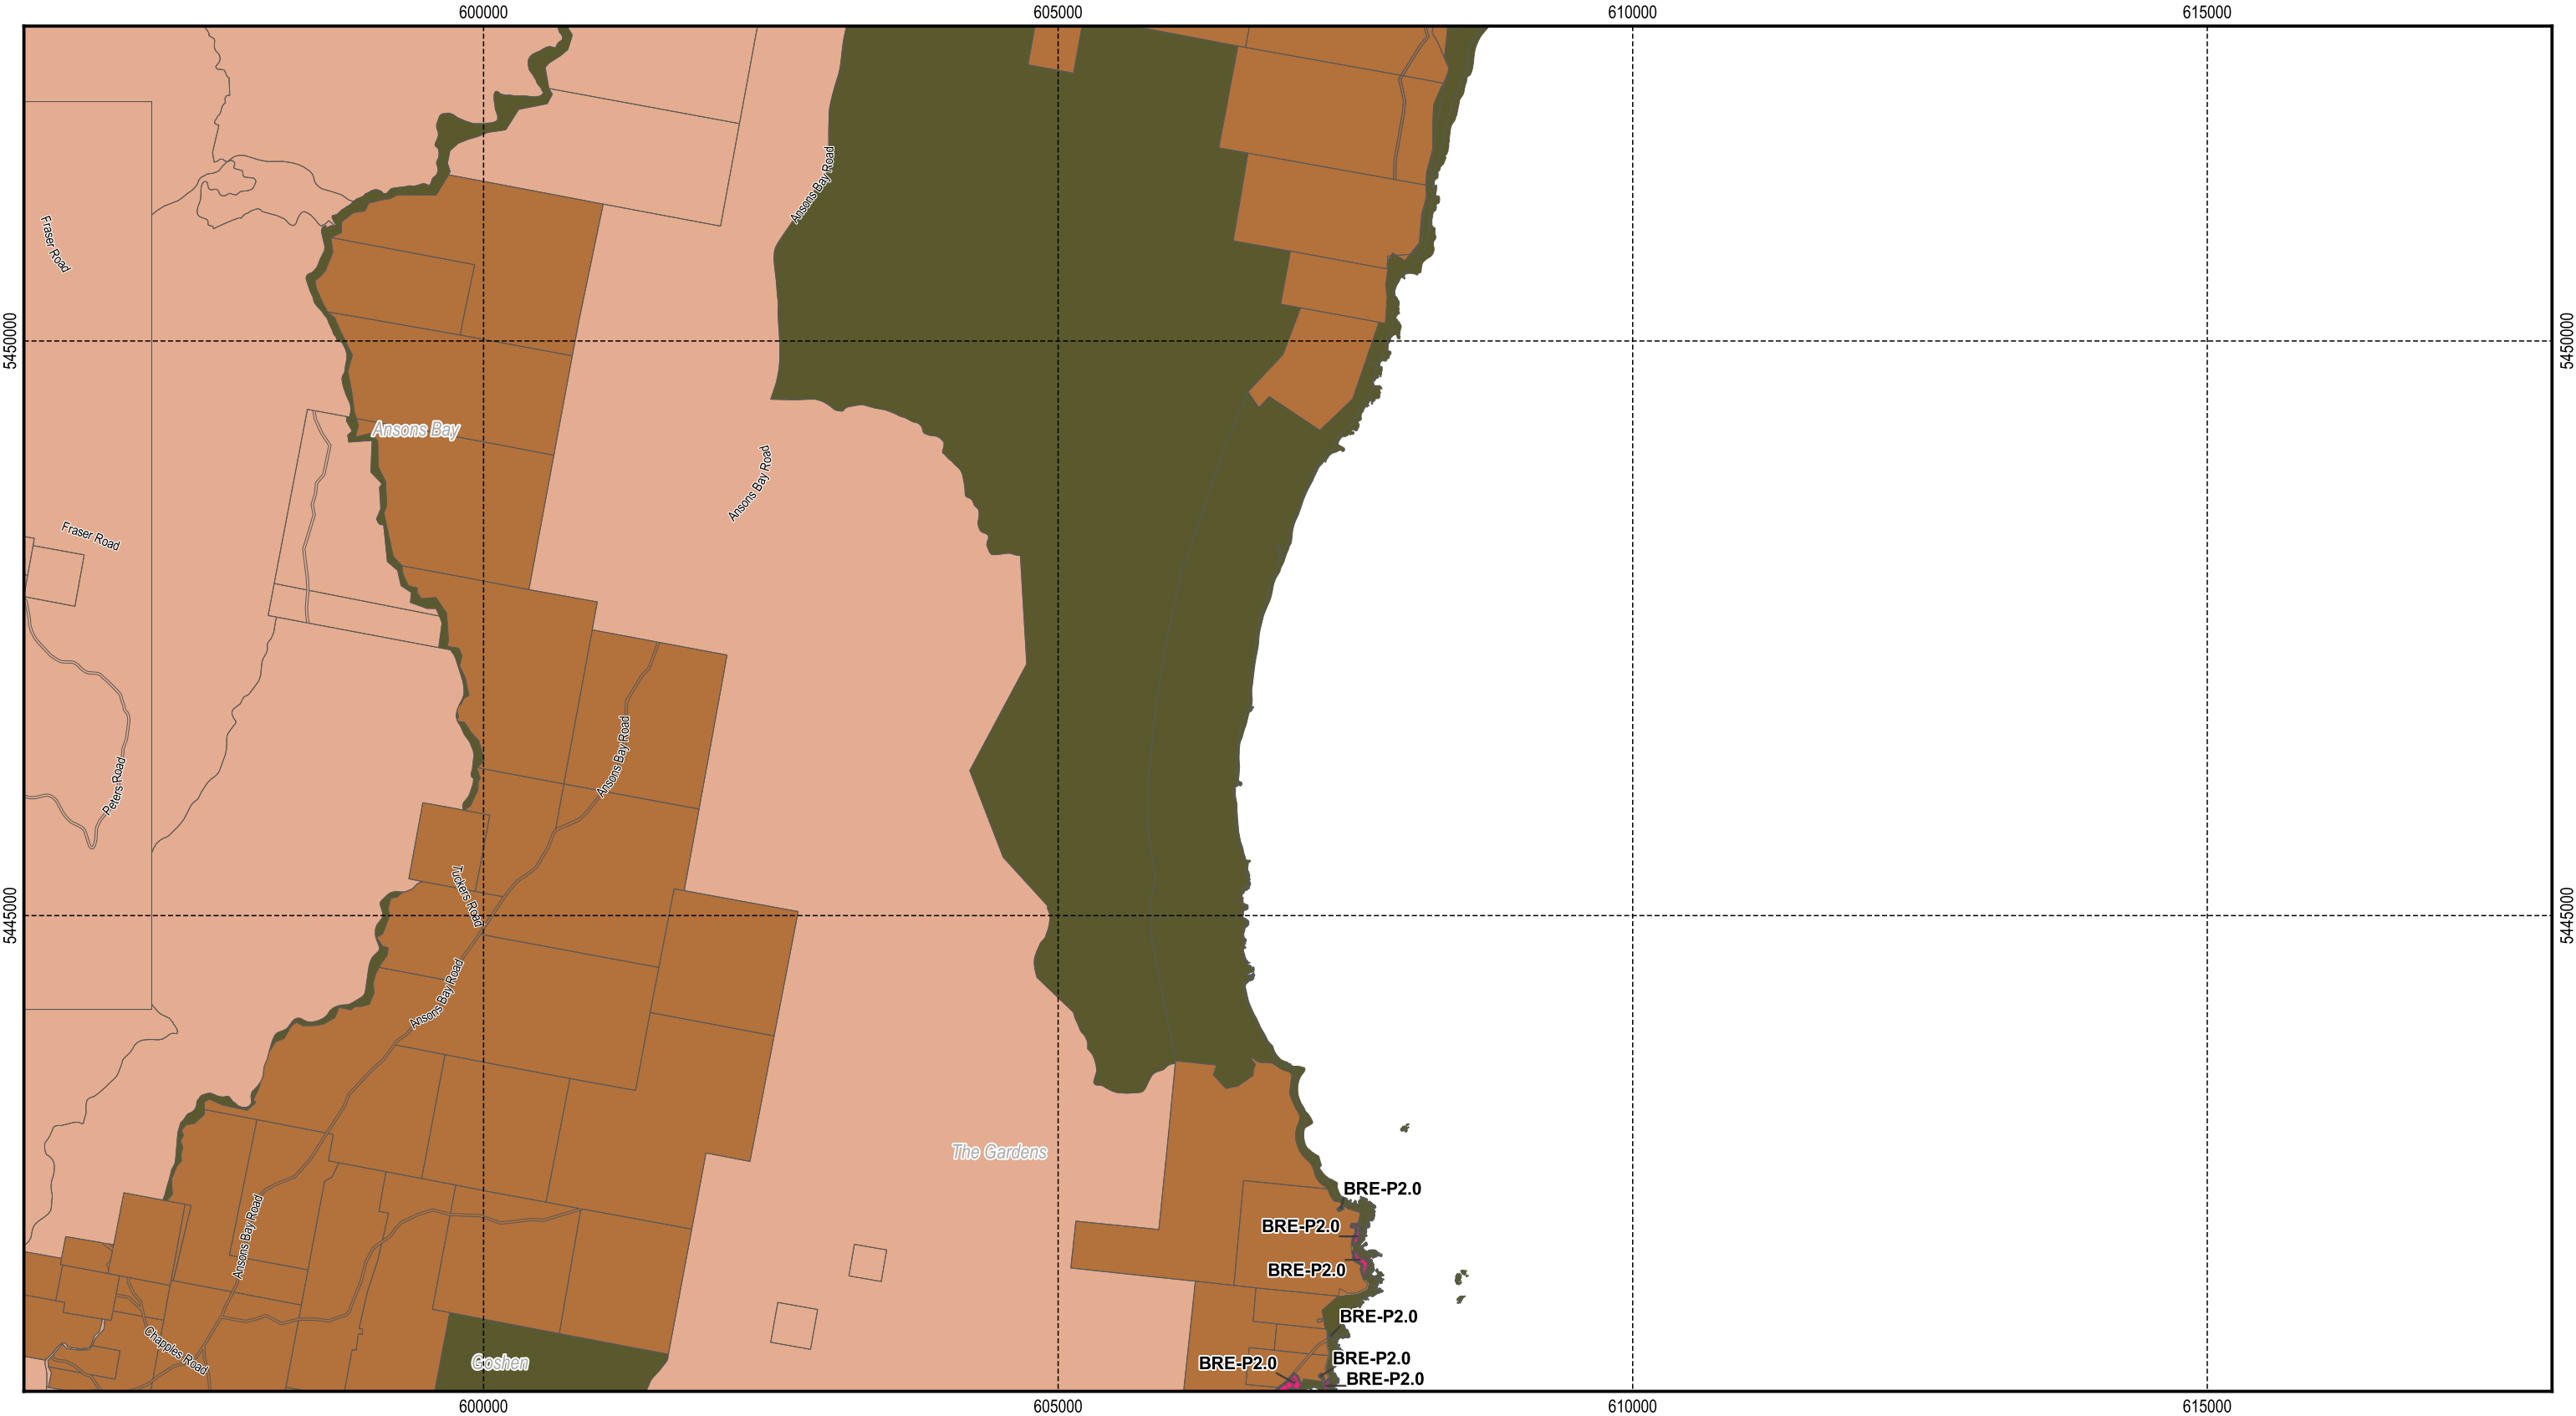 600000
605000
610000
615000
Ansons Bay Road
Fraser Road
5450000
5450000
Ansons Bay
Ansons Bay Road
Fraser Road
Ansons Bay Road
Peters Road
Tuckers Road
5445000
5445000
Ansons Bay Road
The Gardens
BRE-P2.0
BRE-P2.0
Ansons Bay Road
BRE-P2.0
BRE-P2.0
Chapples Road
Goshen
BRE-P2.0
BRE-P2.0
BRE-P2.0
600000
605000
610000
615000